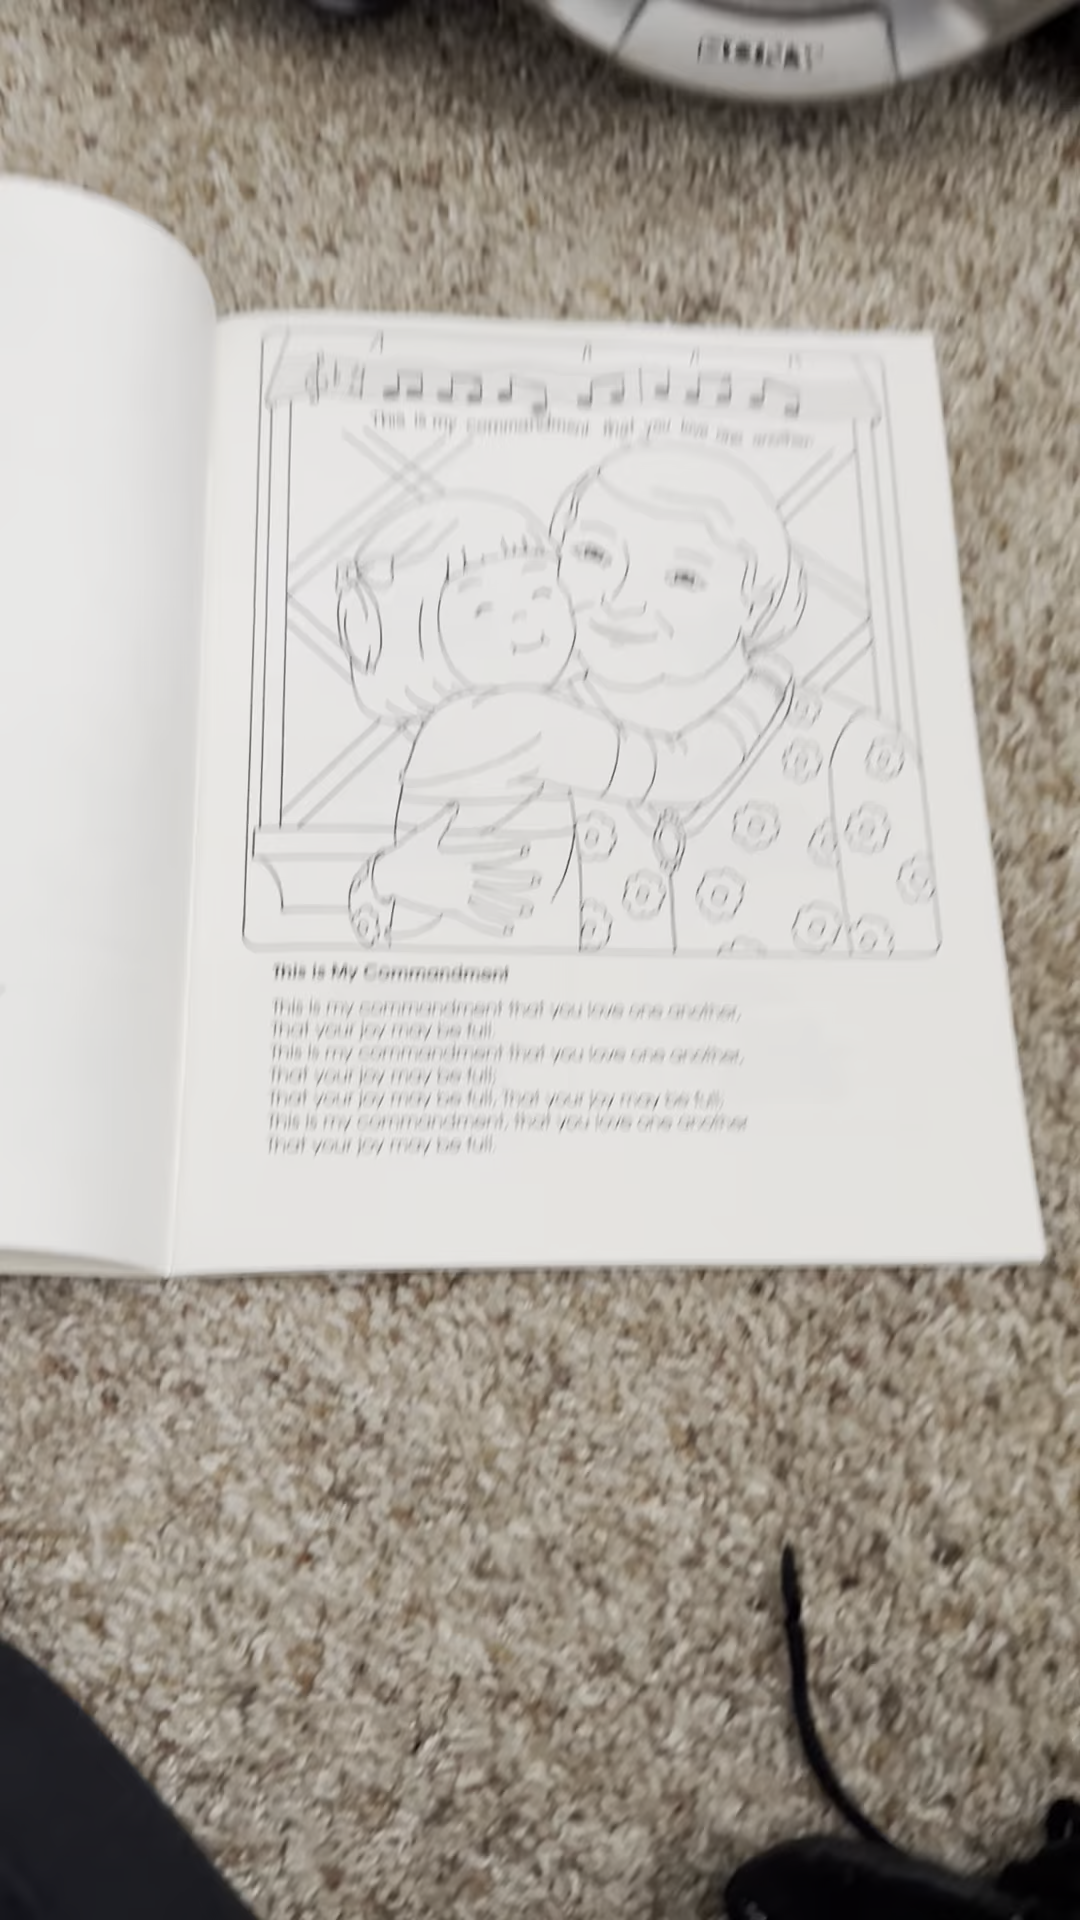 This is my commandment that you love one another
This Is My Commandment
This is my commandment that you love one another,
That your joy may be full.
This is my commandment that you love one another,
That your joy may be full;
That your joy may be full, That your joy may be full;
This is my commandment, that you love one another
That your joy may be full.